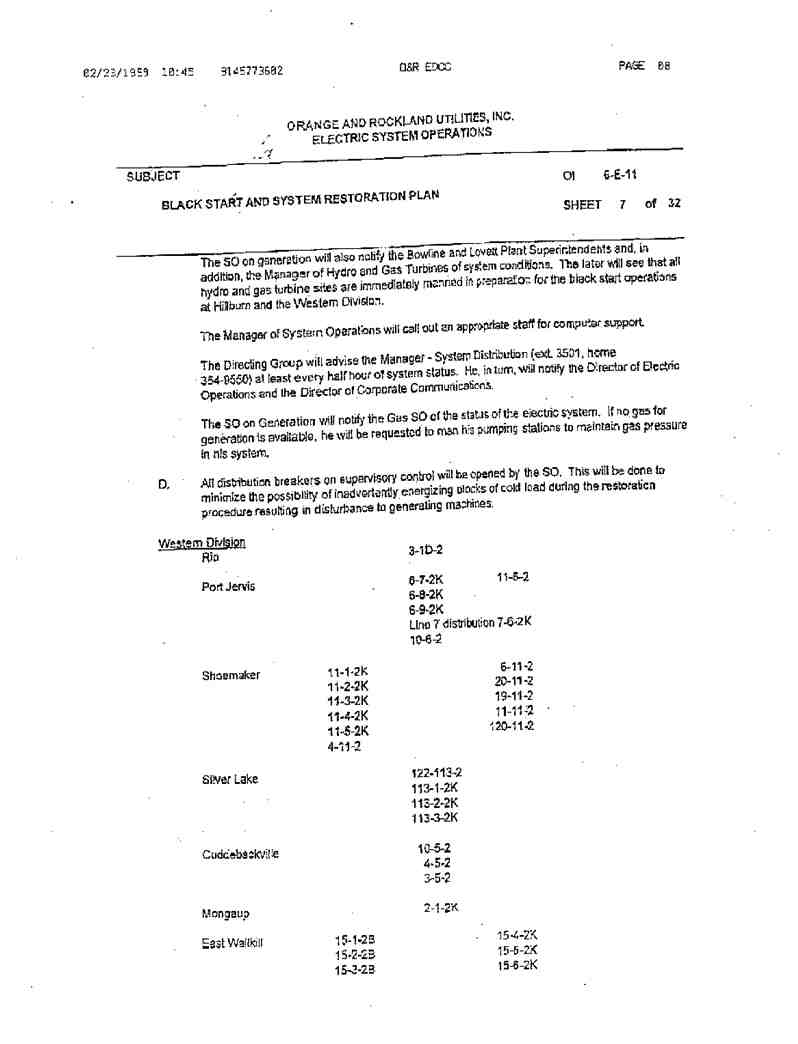 02/23/1999 10:45 9145773602 O&R EDCC PAGE 08
ORANGE AND ROCKLAND UTILITIES, INC.
ELECTRIC SYSTEM OPERATIONS
SUBJECT OI 6-E-11
BLACK START AND SYSTEM RESTORATION PLAN SHEET 7 of 32
The SO on generation will also notify the Bowline and Lovett Plant Superintendents and, in
addition, the Manager of Hydro and Gas Turbines of system conditions. The later will see that all
hydro and gas turbine sites are immediately manned in preparation for the black start operations
at Hillburn and the Western Division.
The Manager of System Operations will call out an appropriate staff for computer support.
The Directing Group will advise the Manager - System Distribution (ext. 3501, home
354-9550) at least every half hour of system status. He, in turn, will notify the Director of Electric
Operations and the Director of Corporate Communications.
The SO on Generation will notify the Gas SO of the status of the electric system. If no gas for
generation is available, he will be requested to man his pumping stations to maintain gas pressure
in his system.
D. All distribution breakers on supervisory control will be opened by the SO. This will be done to
minimize the possibility of inadvertantly energizing blocks of cold load during the restoration
procedure resulting in disturbance to generating machines.
Western Division
Rio 3-1D-2
Port Jervis 6-7-2K 11-6-2
6-8-2K
6-9-2K
Line 7 distribution 7-6-2K
10-6-2
Shoemaker 11-1-2K 6-11-2
11-2-2K 20-11-2
11-3-2K 19-11-2
11-4-2K 11-11-2
11-5-2K 120-11-2
4-11-2
Silver Lake 122-113-2
113-1-2K
113-2-2K
113-3-2K
Cuddebackville 10-5-2
4-5-2
3-5-2
Mongaup 2-1-2K
East Wallkill 15-1-2B 15-4-2K
15-2-2B 15-5-2K
15-3-2B 15-6-2K